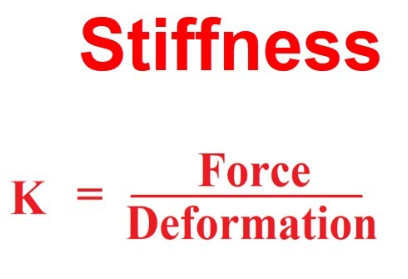 Stiffness
Force
K =
Deformation